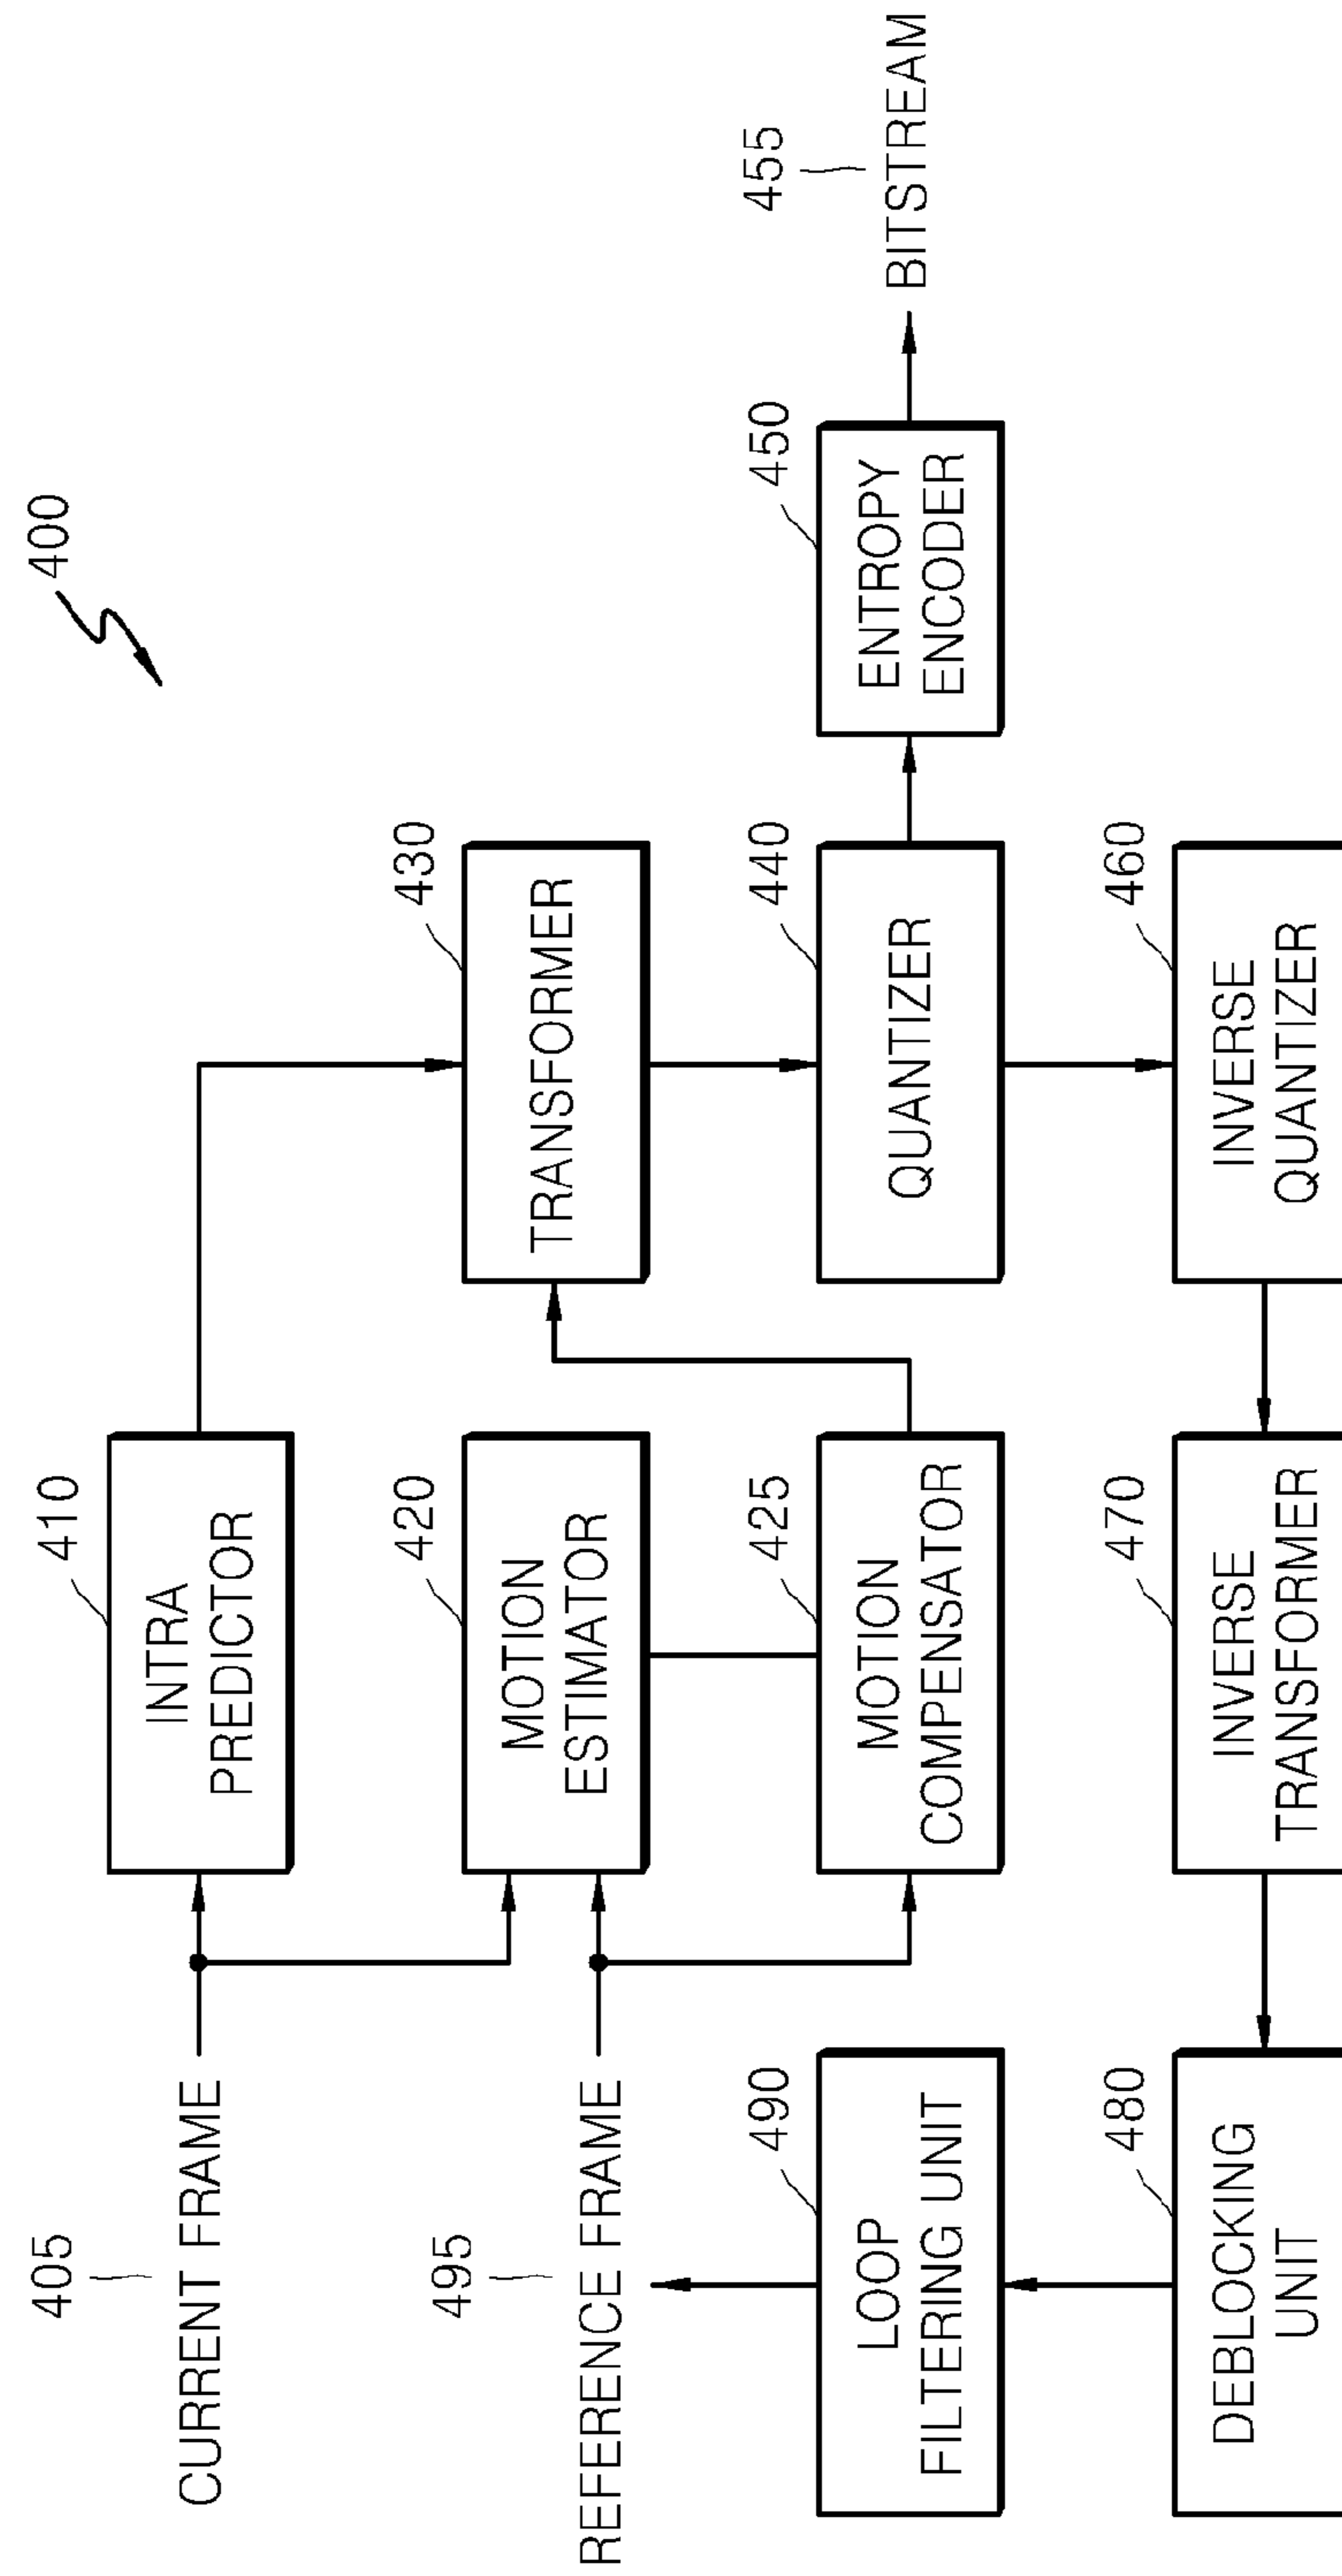 400
405
CURRENT FRAME
410
INTRA
PREDICTOR
495
REFERENCE FRAME
420
MOTION
ESTIMATOR
430
TRANSFORMER
490
LOOP
FILTERING UNIT
425
MOTION
COMPENSATOR
440
QUANTIZER
450
ENTROPY
ENCODER
455
BITSTREAM
480
DEBLOCKING
UNIT
470
INVERSE
TRANSFORMER
460
INVERSE
QUANTIZER